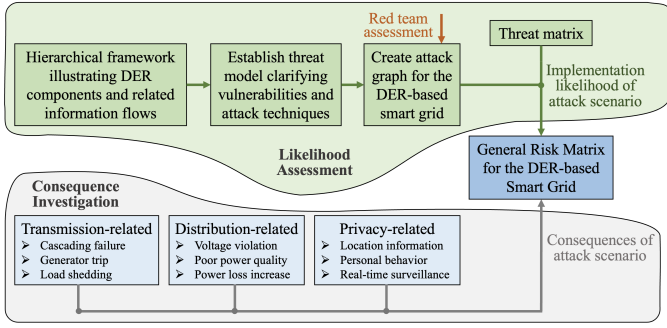 Red team
assessment
Threat matrix
Hierarchical framework
illustrating DER
components and related
information flows
Establish threat
model clarifying
vulnerabilities and
attack techniques
Create attack
graph for the
DER-based
smart grid
Implementation
likelihood of
attack scenario
Likelihood
Assessment
General Risk Matrix
for the DER-based
Smart Grid
Consequence
Investigation
Transmission-related
➢ Cascading failure
➢ Generator trip
➢ Load shedding
Distribution-related
➢ Voltage violation
➢ Poor power quality
➢ Power loss increase
Privacy-related
➢ Location information
➢ Personal behavior
➢ Real-time surveillance
Consequences of
attack scenario